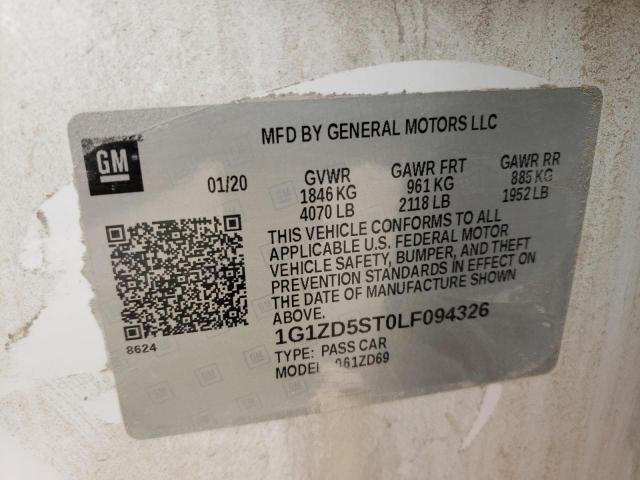 MFD BY GENERAL MOTORS LLC
GM
01/20 GVWR GAWR FRT GAWR RR
1846 KG 961 KG 885 KG
4070 LB 2118 LB 1952 LB
THIS VEHICLE CONFORMS TO ALL
APPLICABLE U.S. FEDERAL MOTOR
VEHICLE SAFETY, BUMPER, AND THEFT
PREVENTION STANDARDS IN EFFECT ON
THE DATE OF MANUFACTURE SHOWN
ABOVE.
1G1ZD5ST0LF094326
8624
TYPE: PASS CAR
MODEL 061ZD69